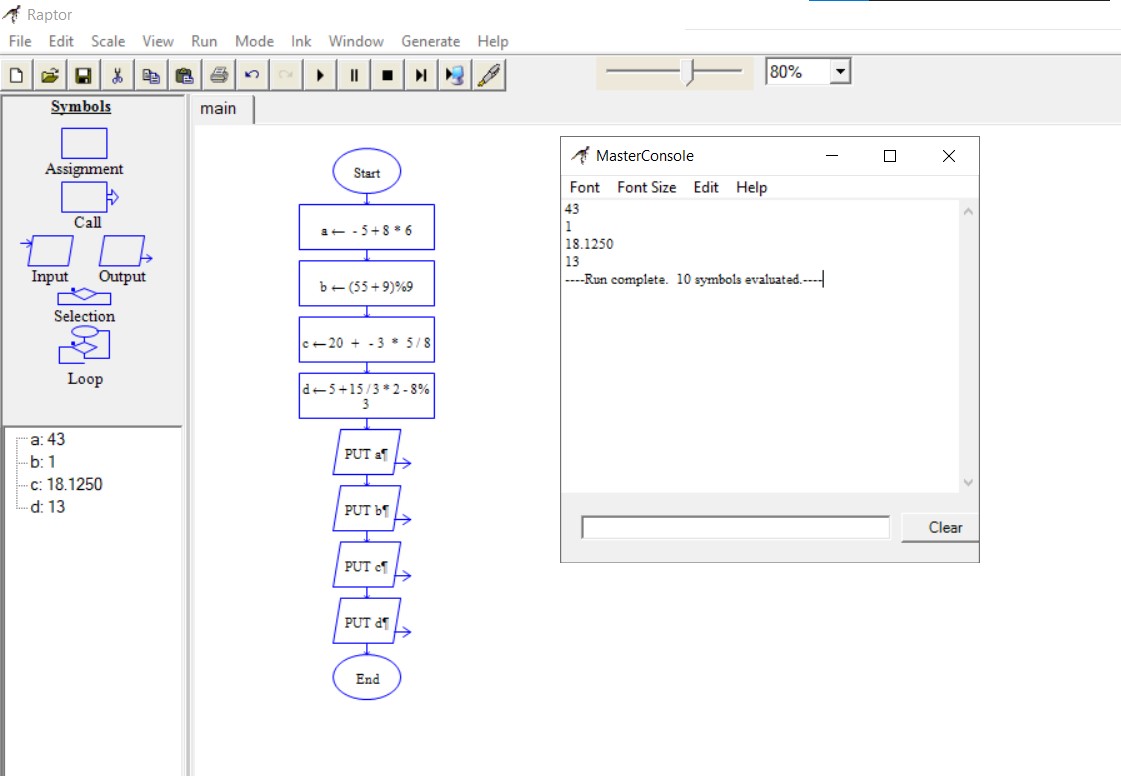 Raptor
File Edit Scale View Run Mode Ink Window Generate Help
80%
Symbols
Assignment
Call
Input Output
Selection
Loop
a: 43
b: 1
c: 18.1250
d: 13
main
Start
a ← - 5 + 8 * 6
b ← (55 + 9)%9
c ← 20 + - 3 * 5 / 8
d ← 5 + 15 / 3 * 2 - 8%
3
PUT a¶
PUT b¶
PUT c¶
PUT d¶
End
MasterConsole
Font Font Size Edit Help
43
1
18.1250
13
----Run complete. 10 symbols evaluated.----
Clear